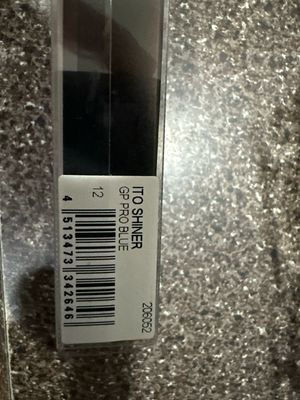 ITO SHINER
GP PRO BLUE
12
206052
4 513473 342646